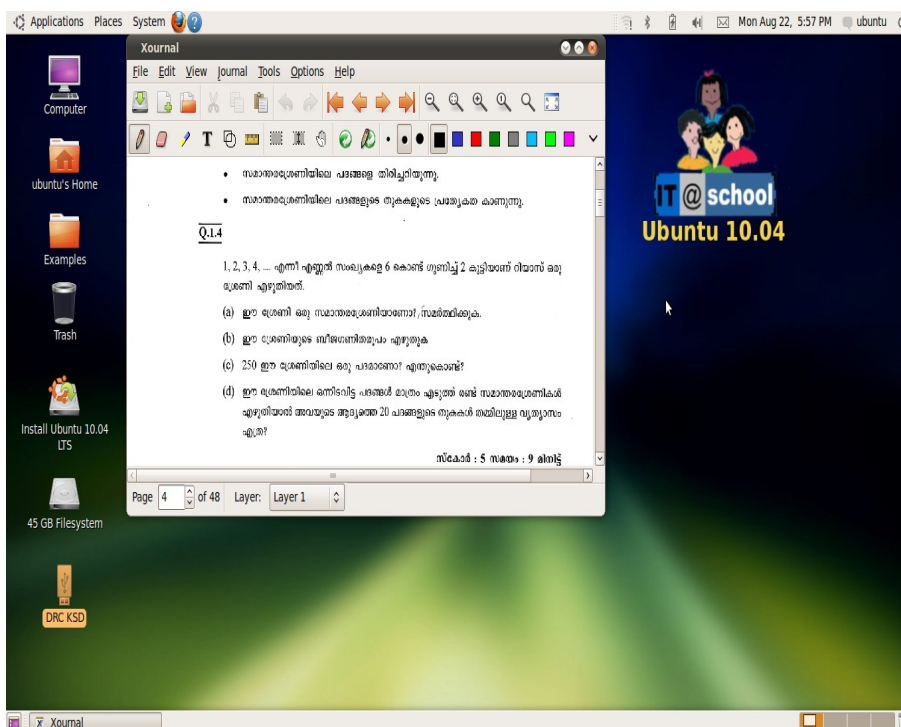 Applications Places System
Mon Aug 22, 5:57 PM ubuntu
Xournal
File Edit View Journal Tools Options Help
Computer
ubuntu's Home
Examples
Trash
Install Ubuntu 10.04
LTS
45 GB Filesystem
DRC KSD
• സമാന്തരശ്രേണിയിലെ പദങ്ങളെ തിരിച്ചറിയുന്നു.
• സമാന്തരശ്രേണിയിലെ പദങ്ങളുടെ തുകകളുടെ പ്രത്യേകത കാണുന്നു.
Q.1.4
1, 2, 3, 4, .... എന്നീ എണ്ണൽ സംഖ്യകളെ 6 കൊണ്ട് ഗുണിച്ച് 2 കൂട്ടിയാണ് റിയാസ് ഒരു
ശ്രേണി എഴുതിയത്.
(a) ഈ ശ്രേണി ഒരു സമാന്തരശ്രേണിയാണോ? സമർത്ഥിക്കുക.
(b) ഈ ശ്രേണിയുടെ ബീജഗണിതരൂപം എഴുതുക
(c) 250 ഈ ശ്രേണിയിലെ ഒരു പദമാണോ? എന്തുകൊണ്ട്?
(d) ഈ ശ്രേണിയിലെ ഒന്നിടവിട്ട പദങ്ങൾ മാത്രം എടുത്ത് രണ്ട് സമാന്തരശ്രേണികൾ
എഴുതിയാൽ അവയുടെ ആദ്യത്തെ 20 പദങ്ങളുടെ തുകകൾ തമ്മിലുള്ള വ്യത്യാസം
എത്ര?
സ്കോർ : 5 സമയം : 9 മിനിട്ട്
Page 4 of 48 Layer: Layer 1
IT @ school
Ubuntu 10.04
Xournal